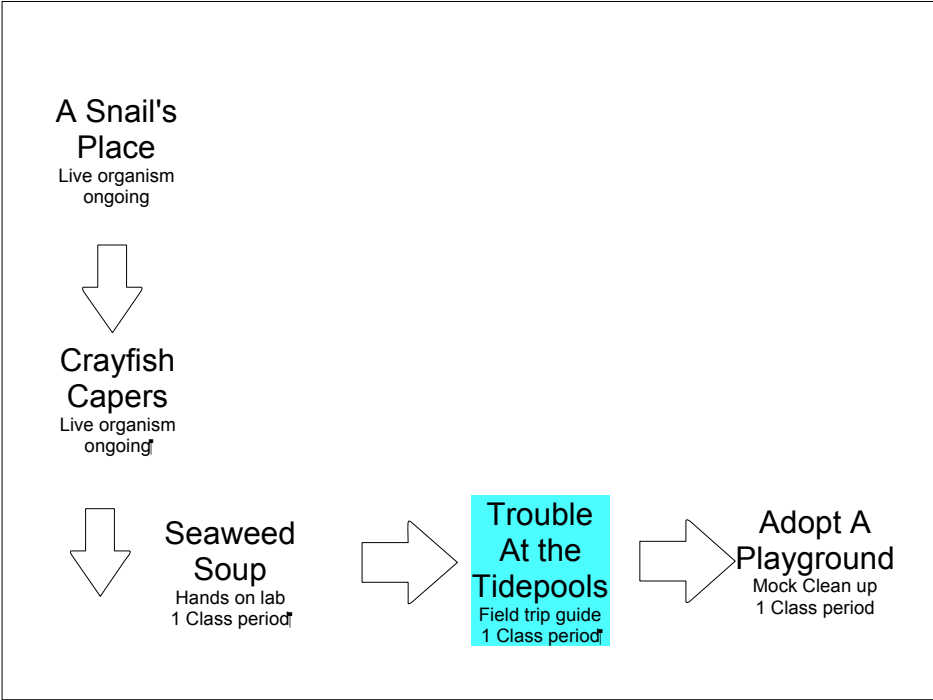 A Snail's
Place
Live organism
ongoing
Crayfish
Capers
Live organism
ongoing
Seaweed
Soup
Hands on lab
1 Class period
Trouble
At the
Tidepools
Field trip guide
1 Class period
Adopt A
Playground
Mock Clean up
1 Class period